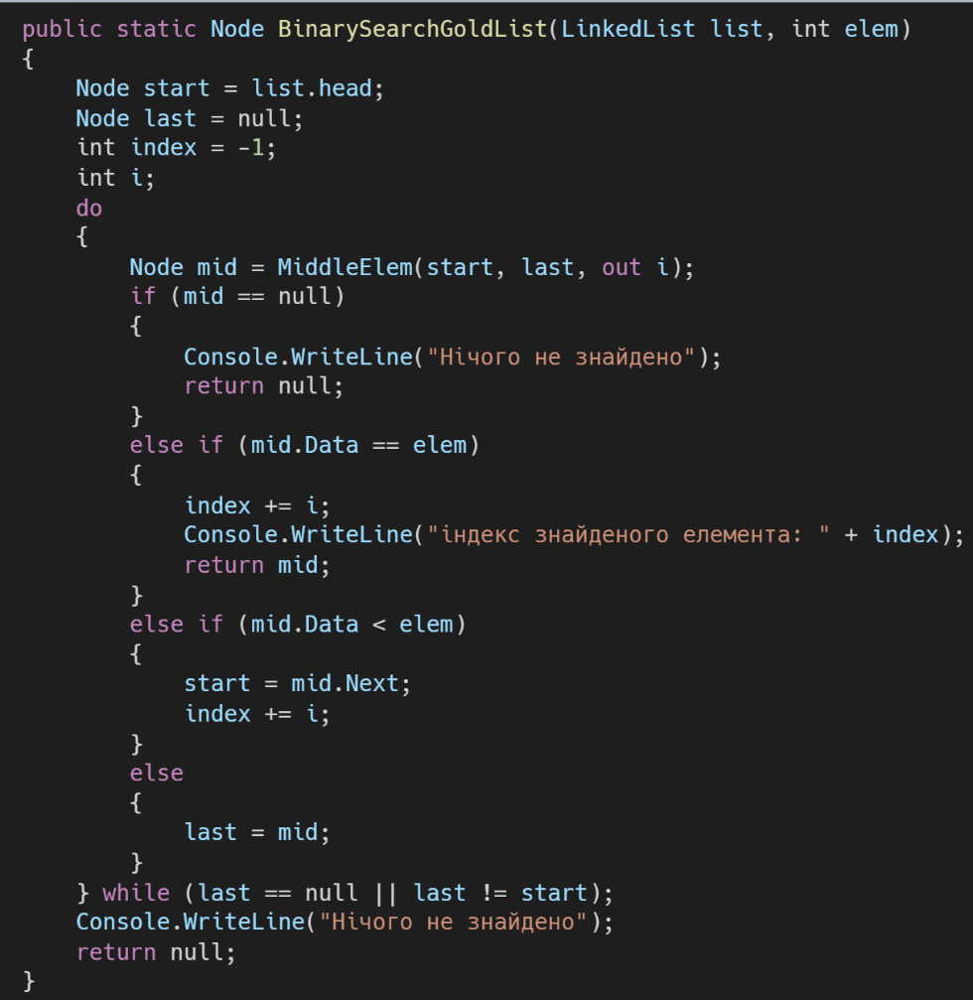 public static Node BinarySearchGoldList(LinkedList list, int elem)
{
    Node start = list.head;
    Node last = null;
    int index = -1;
    int i;
    do
    {
        Node mid = MiddleElem(start, last, out i);
        if (mid == null)
        {
            Console.WriteLine("Нічого не знайдено");
            return null;
        }
        else if (mid.Data == elem)
        {
            index += i;
            Console.WriteLine("індекс знайденого елемента: " + index);
            return mid;
        }
        else if (mid.Data < elem)
        {
            start = mid.Next;
            index += i;
        }
        else
        {
            last = mid;
        }
    } while (last == null || last != start);
    Console.WriteLine("Нічого не знайдено");
    return null;
}